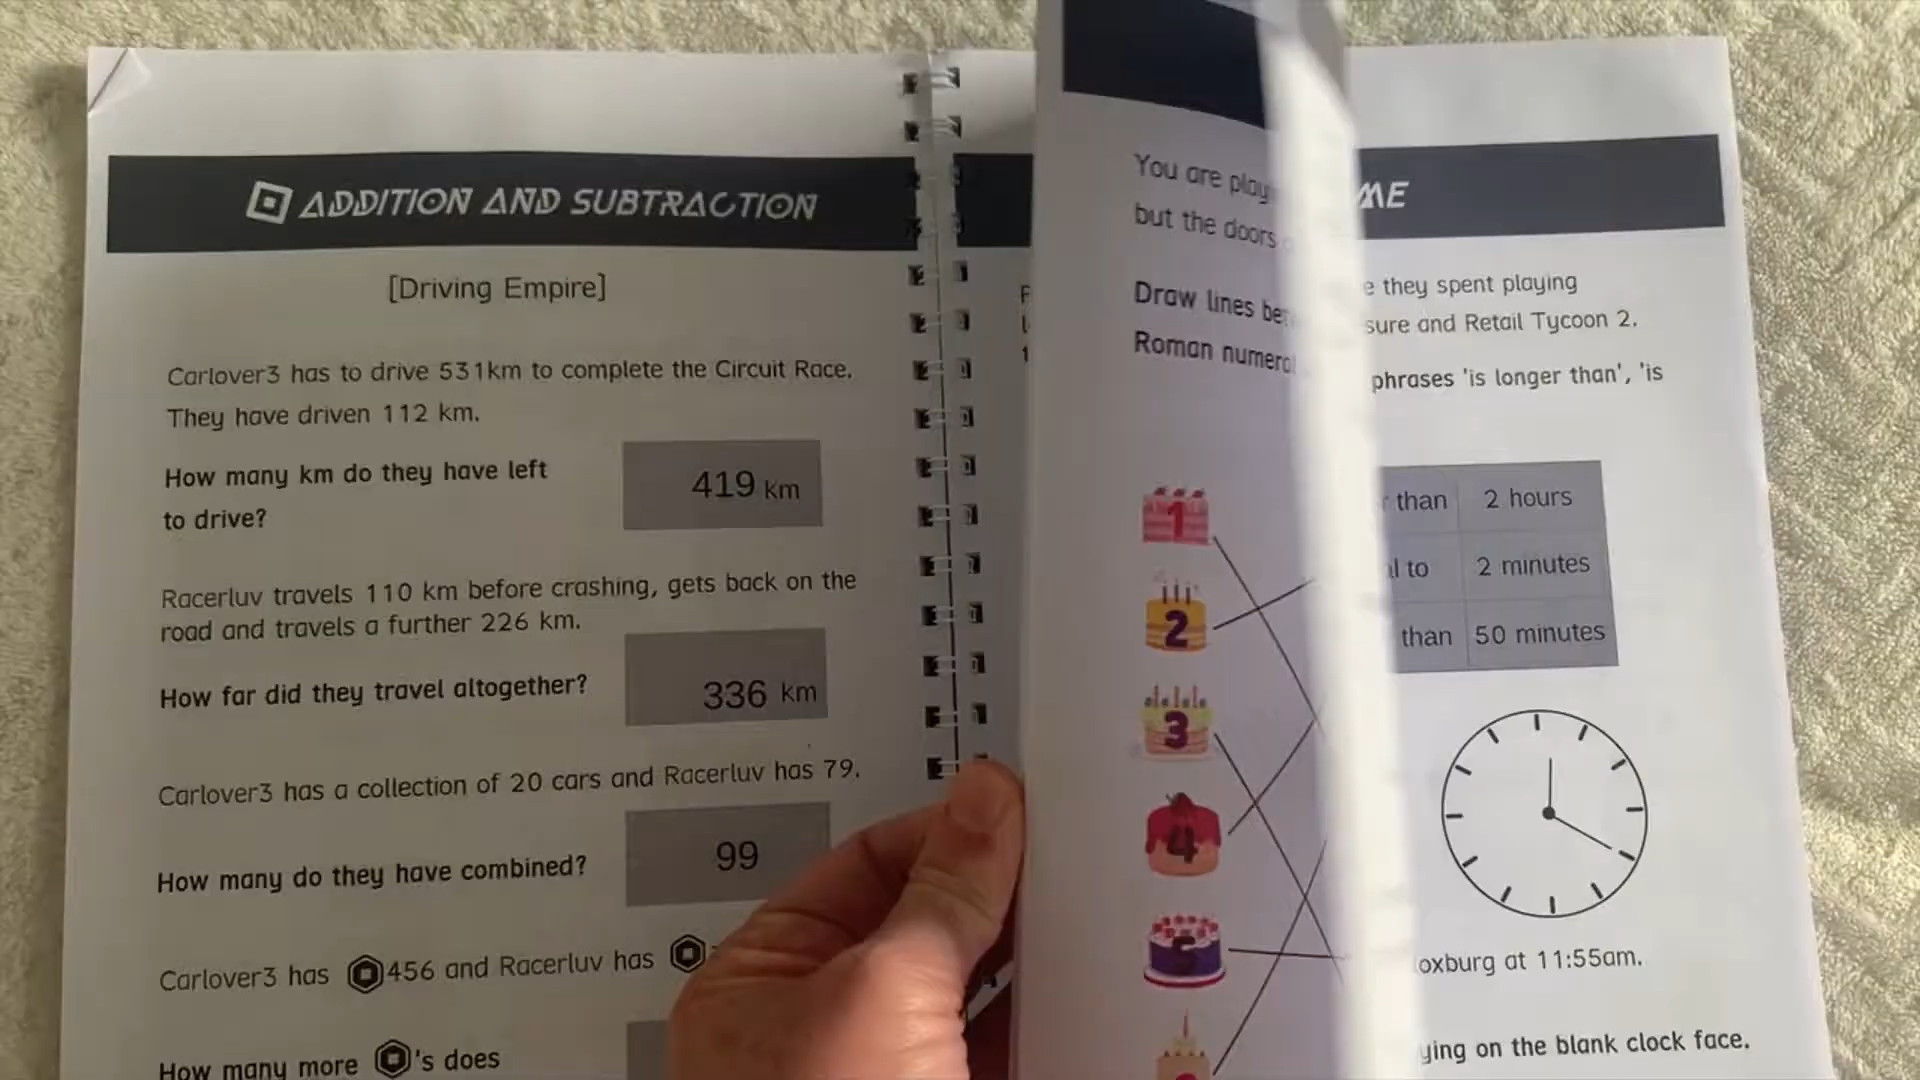 ADDITION AND SUBTRACTION
[Driving Empire]
Carlover3 has to drive 531km to complete the Circuit Race.
They have driven 112 km.
How many km do they have left
to drive?
419 km
Racerluv travels 110 km before crashing, gets back on the
road and travels a further 226 km.
How far did they travel altogether?
336 km
Carlover3 has a collection of 20 cars and Racerluv has 79.
How many do they have combined?
99
Carlover3 has 456 and Racerluv has
How many more 's does
You are play
but the doors
Draw lines be
Roman numera
1
2
3
4
5
ME
they spent playing
sure and Retail Tycoon 2.
phrases 'is longer than', 'is
than 2 hours
to 2 minutes
than 50 minutes
oxburg at 11:55am.
ying on the blank clock face.